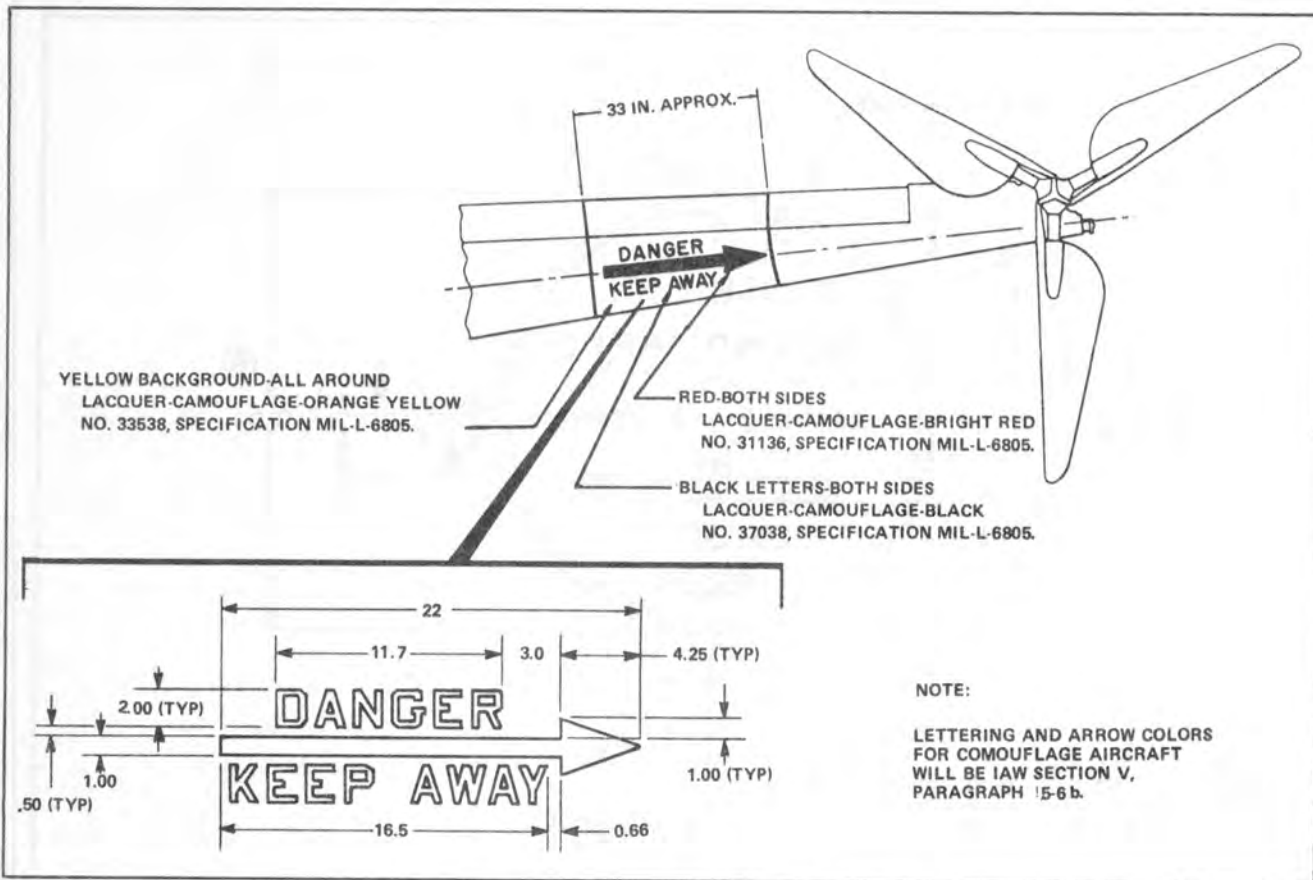 33 IN. APPROX.
DANGER
KEEP AWAY
YELLOW BACKGROUND-ALL AROUND
LACQUER-CAMOUFLAGE-ORANGE YELLOW
NO. 33538, SPECIFICATION MIL-L-6805.
RED-BOTH SIDES
LACQUER-CAMOUFLAGE-BRIGHT RED
NO. 31136, SPECIFICATION MIL-L-6805.
BLACK LETTERS-BOTH SIDES
LACQUER-CAMOUFLAGE-BLACK
NO. 37038, SPECIFICATION MIL-L-6805.
22
11.7
3.0
4.25 (TYP)
2.00 (TYP)
DANGER
1.00
1.00 (TYP)
KEEP AWAY
.50 (TYP)
16.5
0.66
NOTE:
LETTERING AND ARROW COLORS
FOR COMOUFLAGE AIRCRAFT
WILL BE IAW SECTION V,
PARAGRAPH 15-6 b.